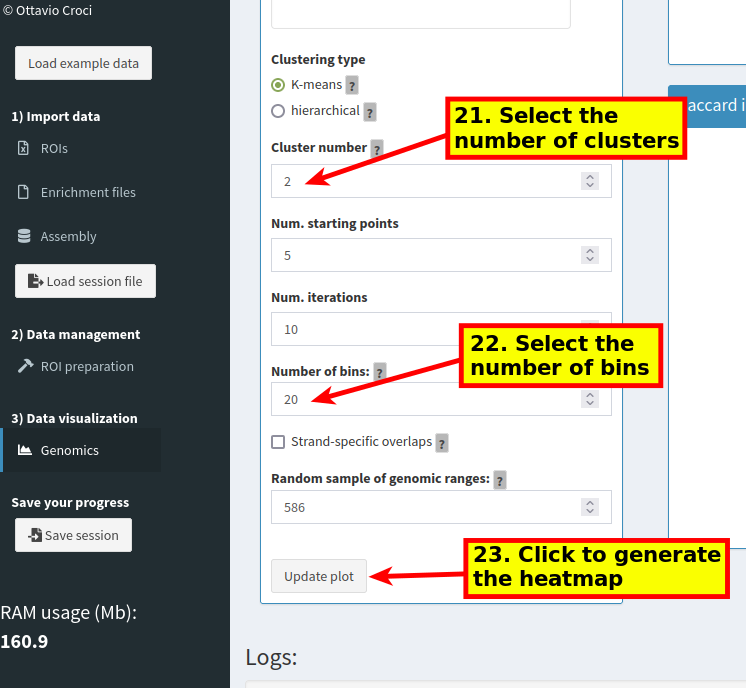 © Ottavio Croci
Load example data
1) Import data
ROIs
Enrichment files
Assembly
Load session file
2) Data management
ROI preparation
3) Data visualization
Genomics
Save your progress
Save session
RAM usage (Mb):
160.9
Clustering type
K-means ?
hierarchical ?
Cluster number ?
2
Num. starting points
5
Num. iterations
10
Number of bins: ?
20
Strand-specific overlaps ?
Random sample of genomic ranges: ?
586
Update plot
Logs:
21. Select the
number of clusters
22. Select the
number of bins
23. Click to generate
the heatmap
accard i